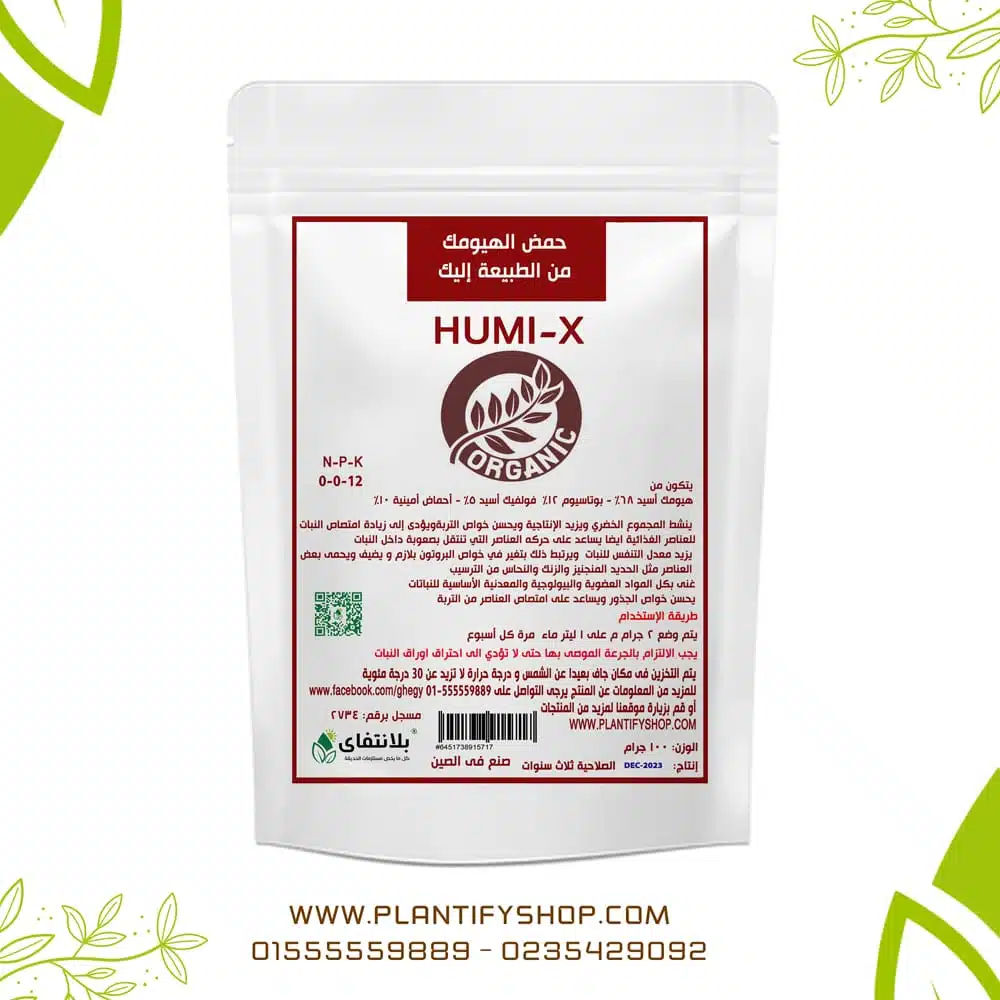 حمض الهيومك
من الطبيعة إليك
HUMI-X
ORGANIC
N-P-K
0-0-12
يتكون من
هيومك أسيد ٦٨٪ - بوتاسيوم ١٢٪ فولفيك أسيد ٥٪ - أحماض أمينية ١٠٪
ينشط المجموع الخضري ويزيد الإنتاجية ويحسن خواص التربةويؤدى إلى زيادة امتصاص النبات
للعناصر الغذائية ايضا يساعد على حركه العناصر التي تنتقل بصعوبة داخل النبات
يزيد معدل التنفس للنبات ويرتبط ذلك بتغير في خواص البروتون بلازم و يضيف ويحمى بعض
العناصر مثل الحديد المنجنيز والزنك والنحاس من الترسيب
غنى بكل المواد العضوية والبيولوجية والمعدنية الأساسية للنباتات
يحسن خواص الجذور ويساعد على امتصاص العناصر من التربة
طريقة الإستخدام
يتم وضع ٢ جرام م على ١ ليتر ماء مرة كل أسبوع
يجب الالتزام بالجرعة الموصى بها حتى لا تؤدي الى احتراق اوراق النبات
يتم التخزين فى مكان جاف بعيدا عن الشمس و درجة حرارة لا تزيد عن 30 درجة مئوية
للمزيد من المعلومات عن المنتج يرجى التواصل على 01-555559889 www.facebook.com/ghegy
أو قم بزيارة موقعنا لمزيد من المنتجات
WWW.PLANTIFYSHOP.COM
مسجل برقم: ٢٧٣٤
بلانتفاى®
كل ما يخص مستلزمات الحديقة
#6451738915717
الوزن: ١٠٠ جرام
إنتاج: DEC-2023 الصلاحية ثلاث سنوات صنع فى الصين
WWW.PLANTIFYSHOP.COM
01555559889 - 0235429092